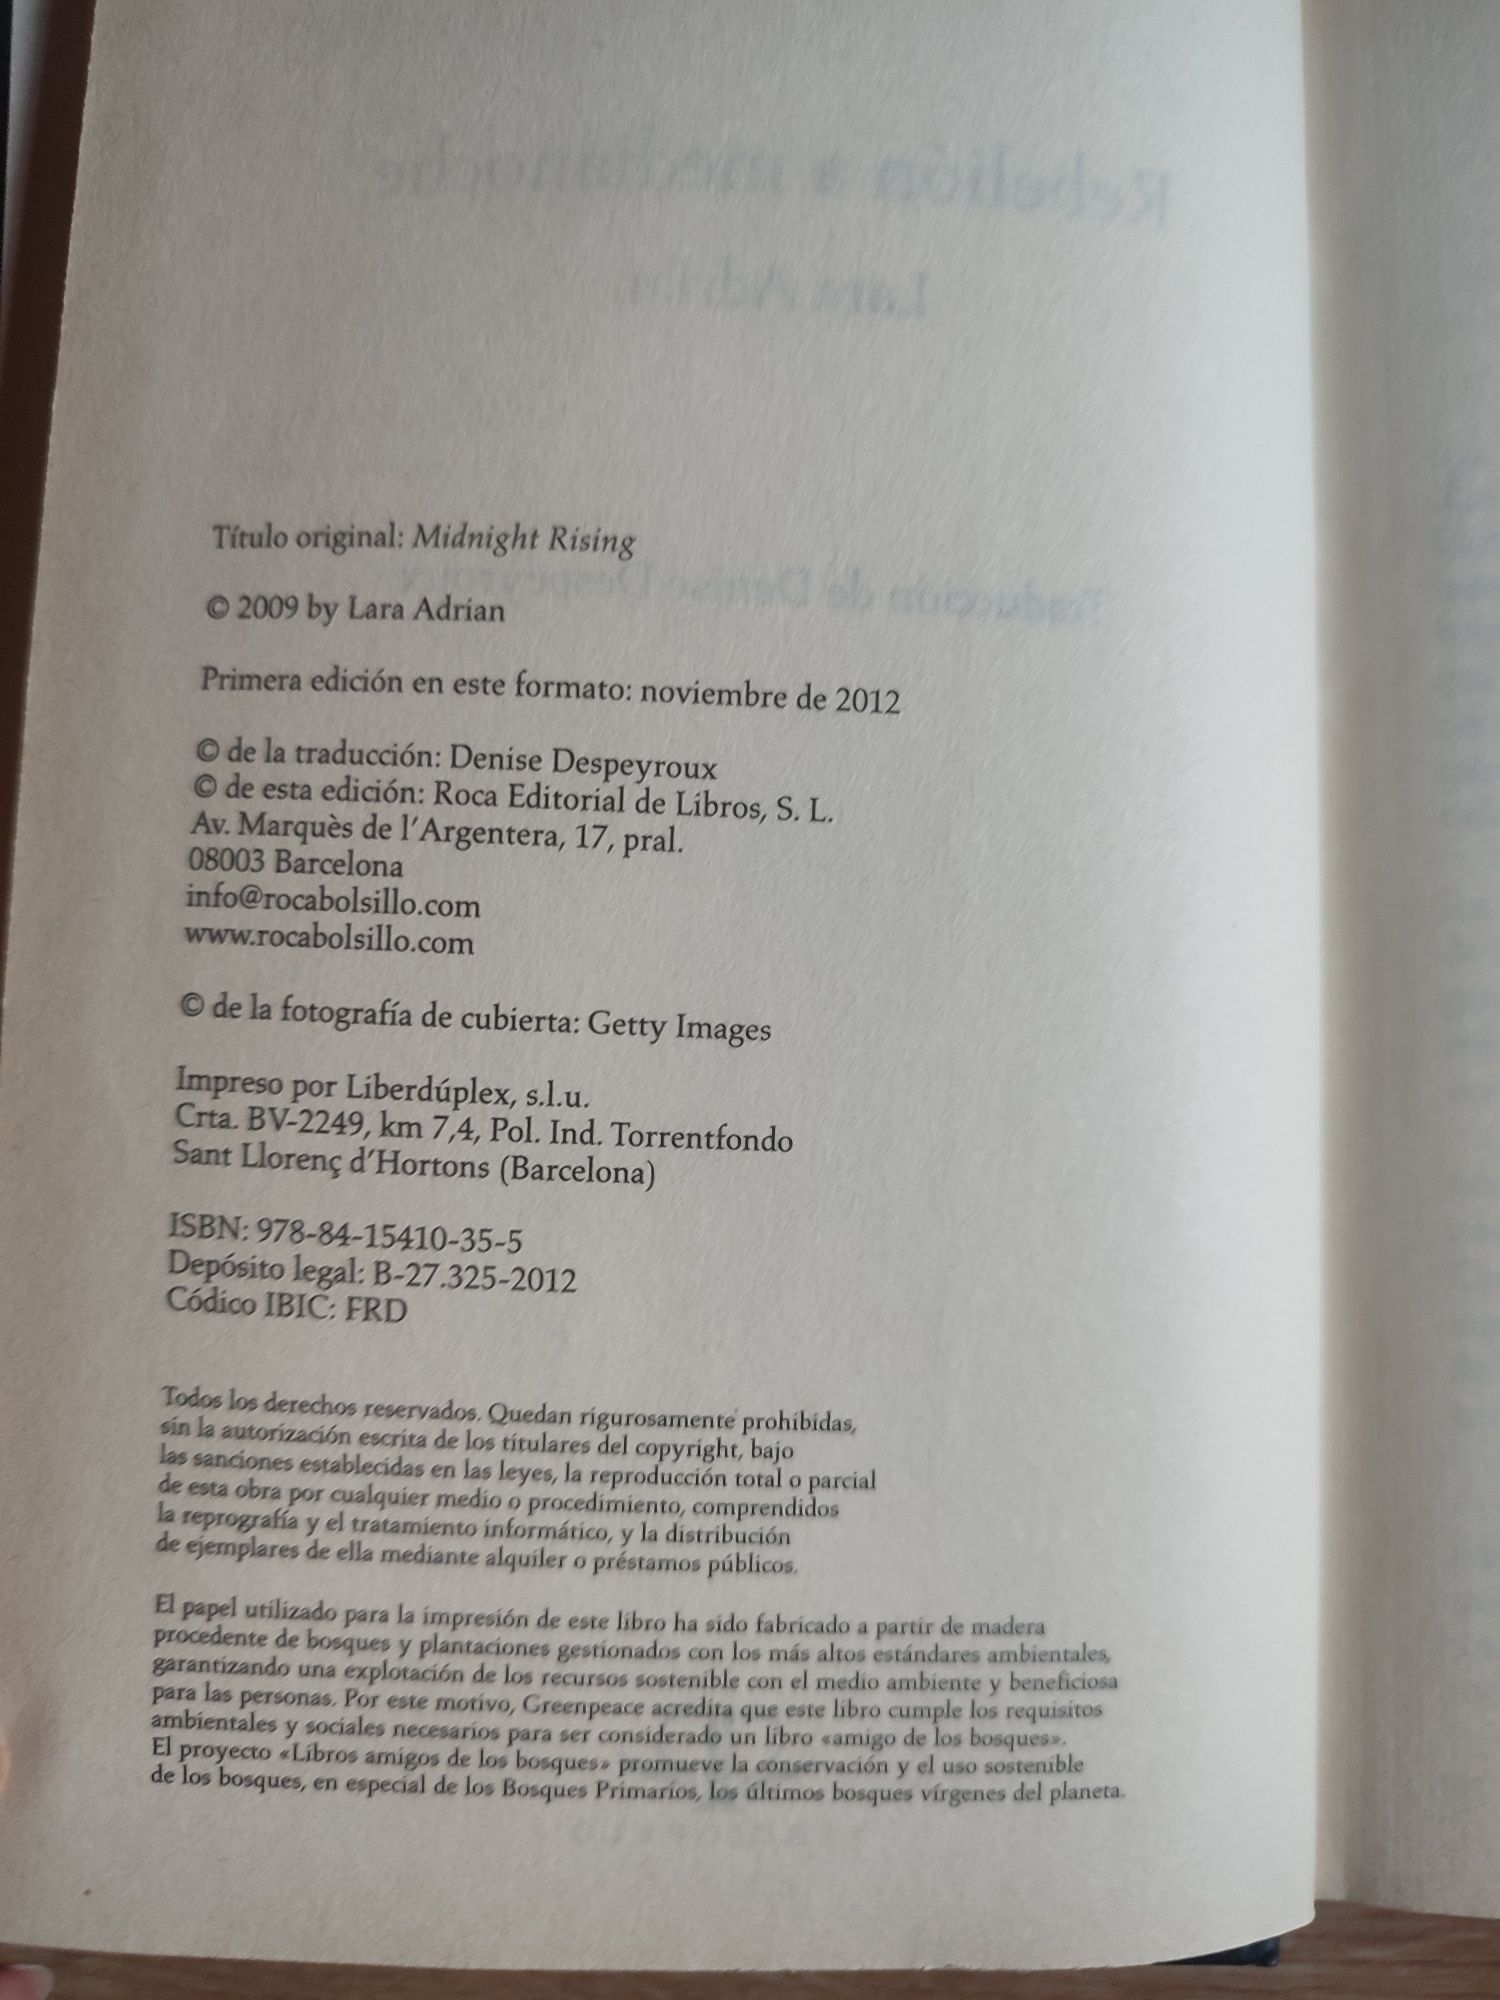 Título original: Midnight Rising
© 2009 by Lara Adrian
Primera edición en este formato: noviembre de 2012
© de la traducción: Denise Despeyroux
© de esta edición: Roca Editorial de Libros, S. L.
Av. Marquès de l'Argentera, 17, pral.
08003 Barcelona
info@rocabolsillo.com
www.rocabolsillo.com
© de la fotografía de cubierta: Getty Images
Impreso por Liberdúplex, s.l.u.
Crta. BV-2249, km 7,4, Pol. Ind. Torrentfondo
Sant Llorenç d'Hortons (Barcelona)
ISBN: 978-84-15410-35-5
Depósito legal: B-27.325-2012
Códico IBIC: FRD
Todos los derechos reservados. Quedan rigurosamente prohibidas,
sin la autorización escrita de los titulares del copyright, bajo
las sanciones establecidas en las leyes, la reproducción total o parcial
de esta obra por cualquier medio o procedimiento, comprendidos
la reprografía y el tratamiento informático, y la distribución
de ejemplares de ella mediante alquiler o préstamos públicos.
El papel utilizado para la impresión de este libro ha sido fabricado a partir de madera
procedente de bosques y plantaciones gestionados con los más altos estándares ambientales,
garantizando una explotación de los recursos sostenible con el medio ambiente y beneficiosa
para las personas. Por este motivo, Greenpeace acredita que este libro cumple los requisitos
ambientales y sociales necesarios para ser considerado un libro «amigo de los bosques».
El proyecto «Libros amigos de los bosques» promueve la conservación y el uso sostenible
de los bosques, en especial de los Bosques Primarios, los últimos bosques vírgenes del planeta.